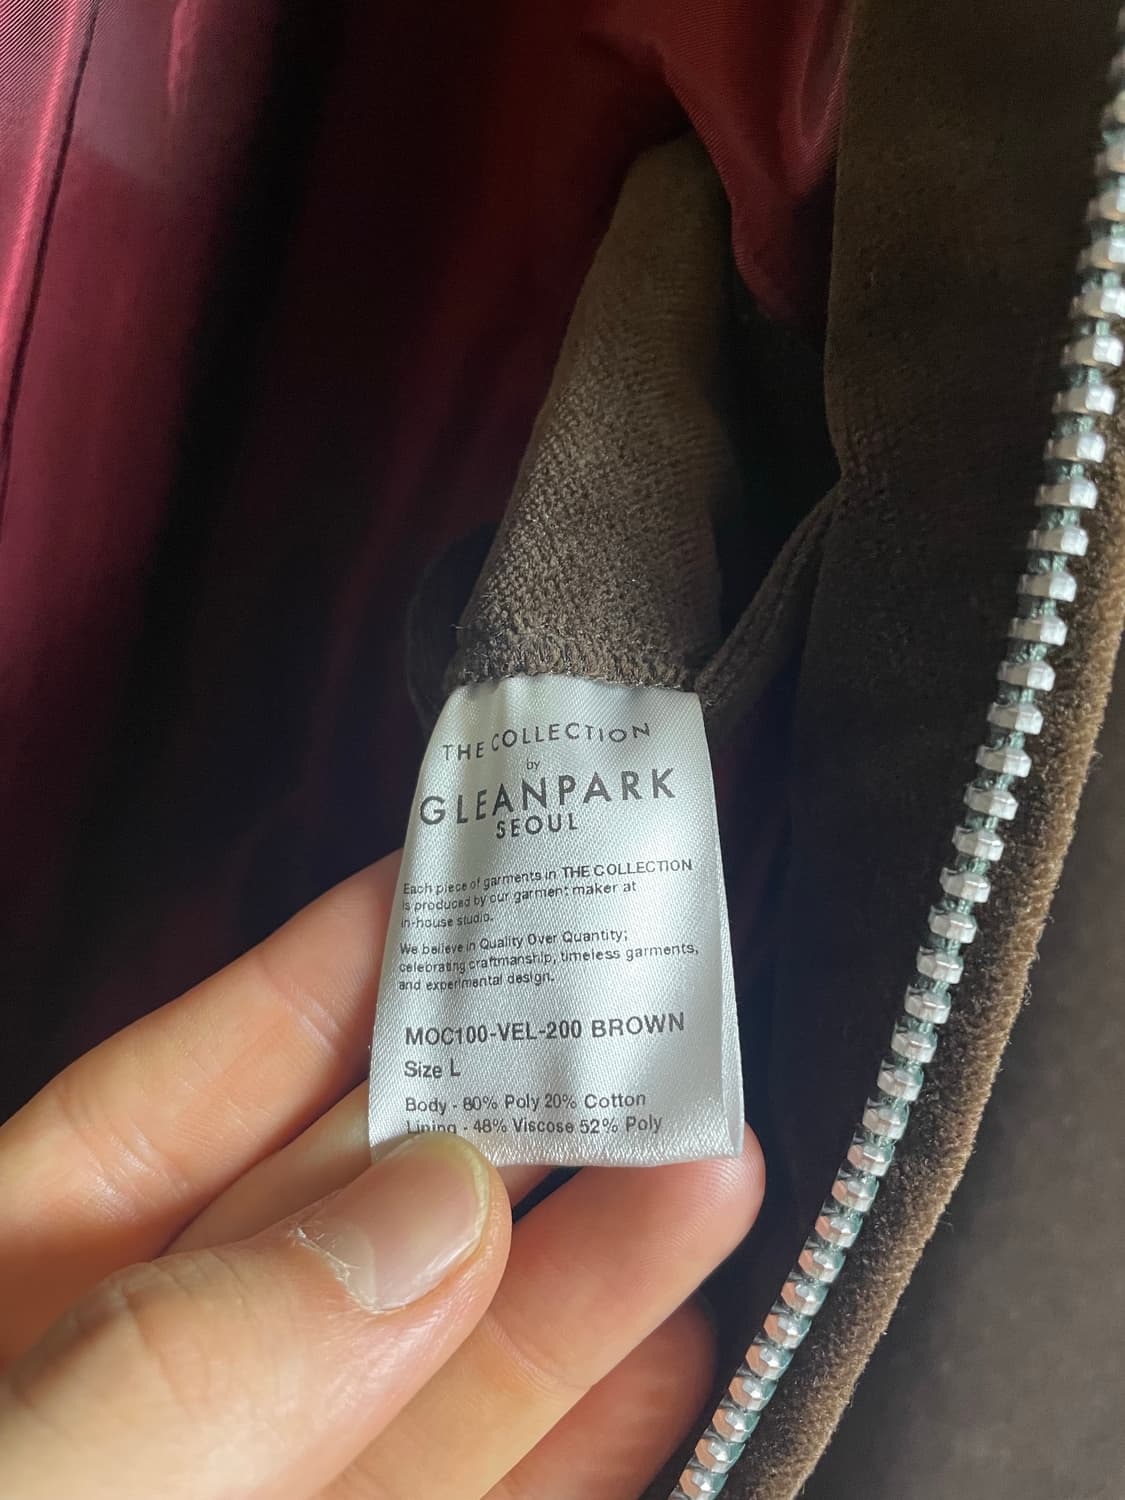 THE COLLECTION
by
GLEANPARK
SEOUL
Each piece of garments in THE COLLECTION
is produced by our garment maker at
in-house studio.
We believe in Quality Over Quantity;
celebrating craftmanship, timeless garments,
and experimental design.
MOC100-VEL-200 BROWN
Size L
Body - 80% Poly 20% Cotton
Lining - 48% Viscose 52% Poly